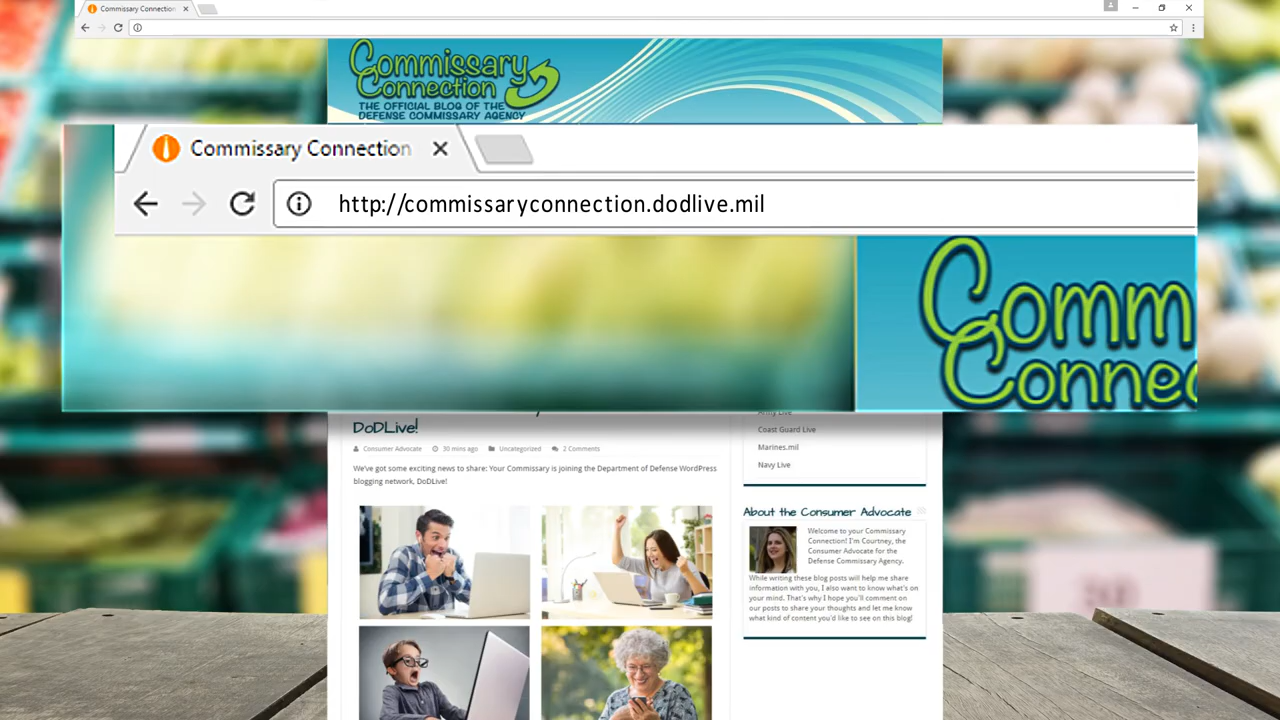 Commissary Connection
Commissary
Connection
THE OFFICIAL BLOG OF THE
DEFENSE COMMISSARY AGENCY
Commissary Connection
http://commissaryconnection.dodlive.mil
Comm
Connec
DoDLive!
Consumer Advocate 30 mins ago Uncategorized 2 Comments
We've got some exciting news to share: Your Commissary is joining the Department of Defense WordPress
blogging network, DoDLive!
Army Live
Coast Guard Live
Marines.mil
Navy Live
About the Consumer Advocate
Welcome to your Commissary
Connection! I'm Courtney, the
Consumer Advocate for the
Defense Commissary Agency.
While writing these blog posts will help me share
information with you, I also want to know what's on
your mind. That's why I hope you'll comment on
our posts to share your thoughts and let me know
what kind of content you'd like to see on this blog!